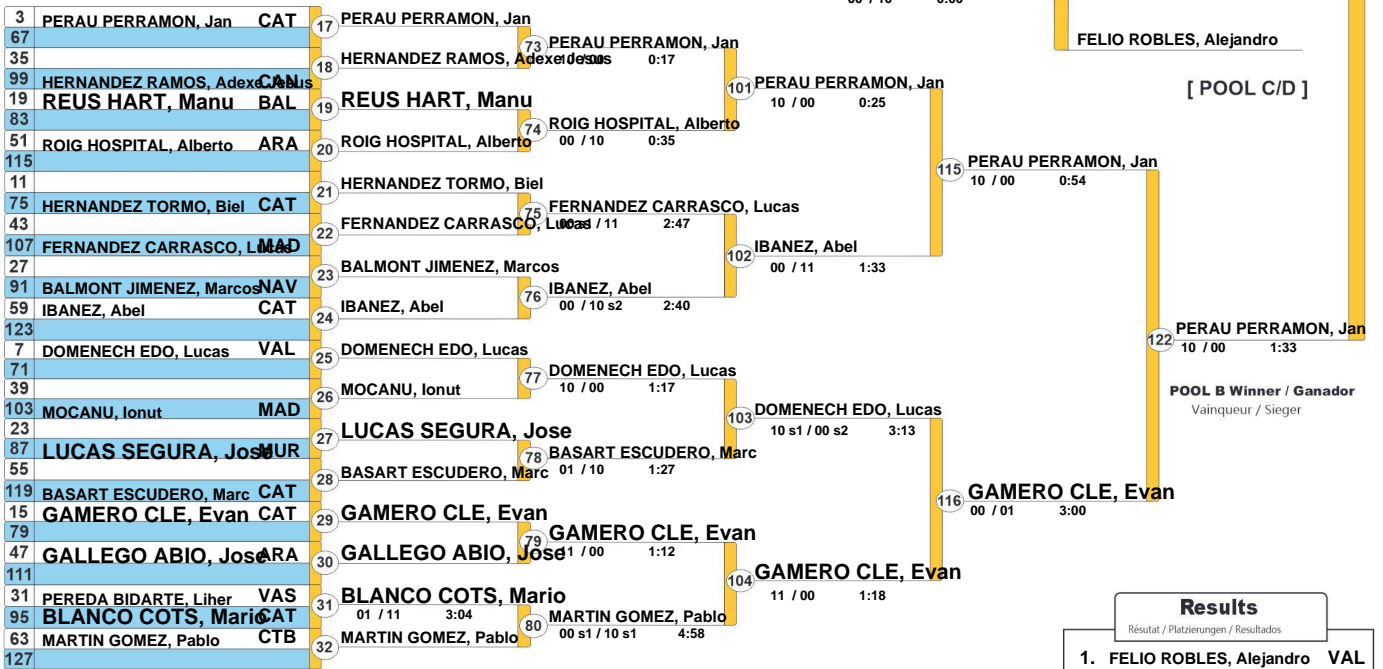 00 / 10 0:00
FELIO ROBLES, Alejandro
[ POOL C/D ]
3 PERAU PERRAMON, Jan CAT
67
35
99 HERNANDEZ RAMOS, Adexe Jesus CAN
19 REUS HART, Manu BAL
83
51 ROIG HOSPITAL, Alberto ARA
115
11
75 HERNANDEZ TORMO, Biel CAT
43
107 FERNANDEZ CARRASCO, Lucas MAD
27
91 BALMONT JIMENEZ, Marcos NAV
59 IBANEZ, Abel CAT
123
7 DOMENECH EDO, Lucas VAL
71
39
103 MOCANU, Ionut MAD
23
87 LUCAS SEGURA, Jose MUR
55
119 BASART ESCUDERO, Marc CAT
15 GAMERO CLE, Evan CAT
79
47 GALLEGO ABIO, Jose ARA
111
31 PEREDA BIDARTE, Liher VAS
95 BLANCO COTS, Mario CAT
63 MARTIN GOMEZ, Pablo CTB
127
17 PERAU PERRAMON, Jan
18 HERNANDEZ RAMOS, Adexe Jesus
19 REUS HART, Manu
20 ROIG HOSPITAL, Alberto
21 HERNANDEZ TORMO, Biel
22 FERNANDEZ CARRASCO, Lucas
23 BALMONT JIMENEZ, Marcos
24 IBANEZ, Abel
25 DOMENECH EDO, Lucas
26 MOCANU, Ionut
27 LUCAS SEGURA, Jose
28 BASART ESCUDERO, Marc
29 GAMERO CLE, Evan
30 GALLEGO ABIO, Jose
31 BLANCO COTS, Mario
01 / 11 3:04
32 MARTIN GOMEZ, Pablo
73 PERAU PERRAMON, Jan
10 / 00 0:17
74 ROIG HOSPITAL, Alberto
00 / 10 0:35
75 FERNANDEZ CARRASCO, Lucas
00 s1 / 11 2:47
76 IBANEZ, Abel
00 / 10 s2 2:40
77 DOMENECH EDO, Lucas
10 / 00 1:17
78 BASART ESCUDERO, Marc
01 / 10 1:27
79 GAMERO CLE, Evan
11 / 00 1:12
80 MARTIN GOMEZ, Pablo
00 s1 / 10 s1 4:58
101 PERAU PERRAMON, Jan
10 / 00 0:25
102 IBANEZ, Abel
00 / 11 1:33
103 DOMENECH EDO, Lucas
10 s1 / 00 s2 3:13
104 GAMERO CLE, Evan
11 / 00 1:18
115 PERAU PERRAMON, Jan
10 / 00 0:54
116 GAMERO CLE, Evan
00 / 01 3:00
122 PERAU PERRAMON, Jan
10 / 00 1:33
POOL B Winner / Ganador
Vainqueur / Sieger
Results
Résutat / Platzierungen / Resultados
1. FELIO ROBLES, Alejandro VAL